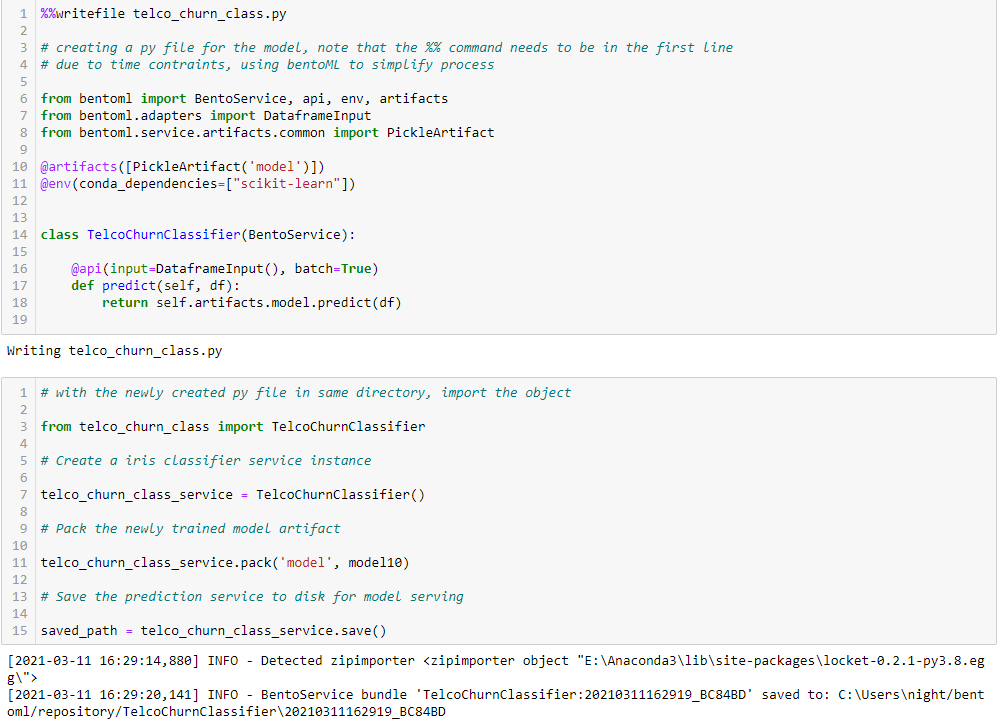 1 %%writefile telco_churn_class.py
2
3 # creating a py file for the model, note that the %% command needs to be in the first line
4 # due to time contraints, using bentoML to simplify process
5
6 from bentoml import BentoService, api, env, artifacts
7 from bentoml.adapters import DataframeInput
8 from bentoml.service.artifacts.common import PickleArtifact
9
10 @artifacts([PickleArtifact('model')])
11 @env(conda_dependencies=["scikit-learn"])
12
13
14 class TelcoChurnClassifier(BentoService):
15
16     @api(input=DataframeInput(), batch=True)
17     def predict(self, df):
18         return self.artifacts.model.predict(df)
19
Writing telco_churn_class.py
1 # with the newly created py file in same directory, import the object
2
3 from telco_churn_class import TelcoChurnClassifier
4
5 # Create a iris classifier service instance
6
7 telco_churn_class_service = TelcoChurnClassifier()
8
9 # Pack the newly trained model artifact
10
11 telco_churn_class_service.pack('model', model10)
12
13 # Save the prediction service to disk for model serving
14
15 saved_path = telco_churn_class_service.save()
[2021-03-11 16:29:14,880] INFO - Detected zipimporter <zipimporter object "E:\Anaconda3\lib\site-packages\locket-0.2.1-py3.8.eg
g\">
[2021-03-11 16:29:20,141] INFO - BentoService bundle 'TelcoChurnClassifier:20210311162919_BC84BD' saved to: C:\Users\night/bent
oml/repository/TelcoChurnClassifier\20210311162919_BC84BD